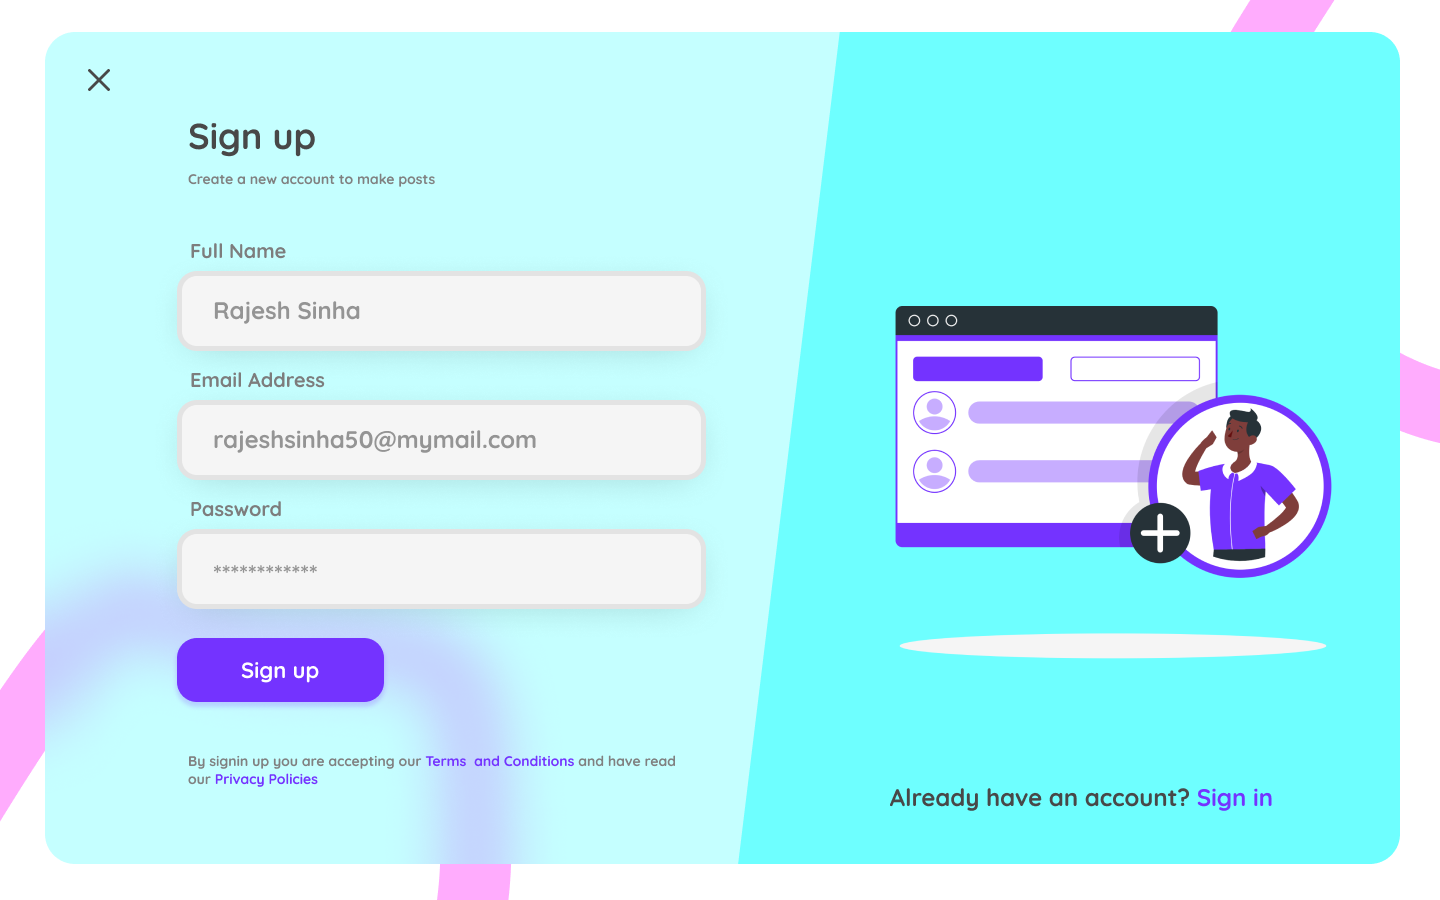 Sign up
Create a new account to make posts
Full Name
Rajesh Sinha
Email Address
rajeshsinha50@mymail.com
Password
************
Sign up
By signin up you are accepting our Terms  and Conditions and have read
our Privacy Policies
Already have an account? Sign in